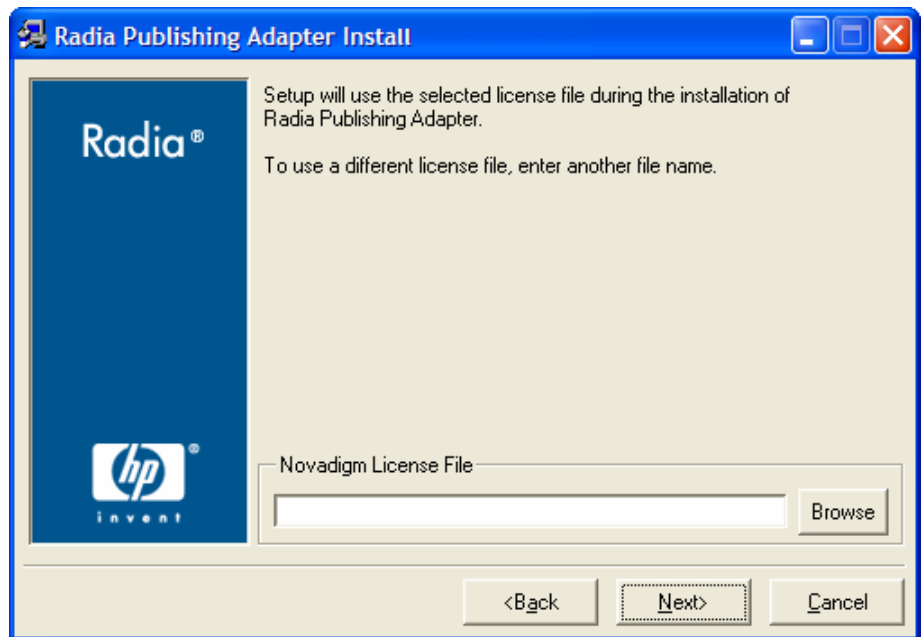 Radia Publishing Adapter Install
Radia®
Setup will use the selected license file during the installation of
Radia Publishing Adapter.
To use a different license file, enter another file name.
hp®
invent
Novadigm License File
Browse
<Back
Next>
Cancel